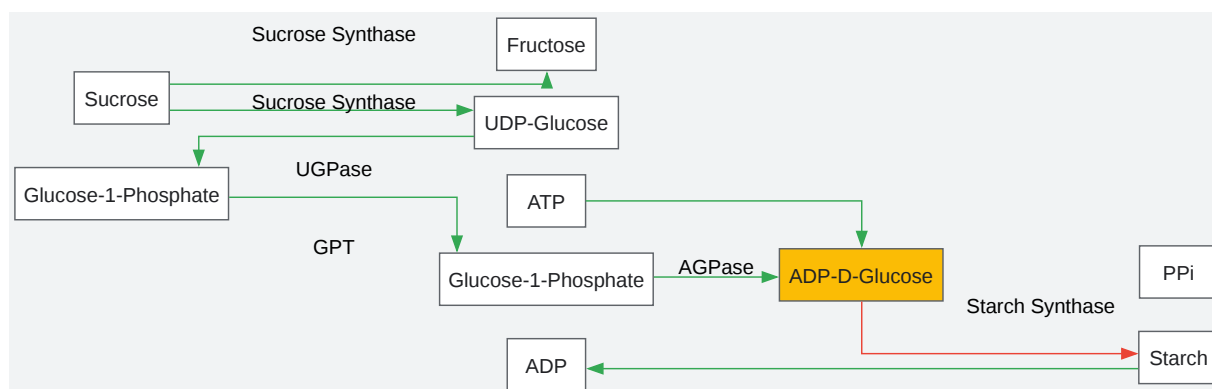 Sucrose Synthase
Fructose
Sucrose
Sucrose Synthase
UDP-Glucose
UGPase
Glucose-1-Phosphate
ATP
GPT
Glucose-1-Phosphate
AGPase
ADP-D-Glucose
PPi
Starch Synthase
ADP
Starch